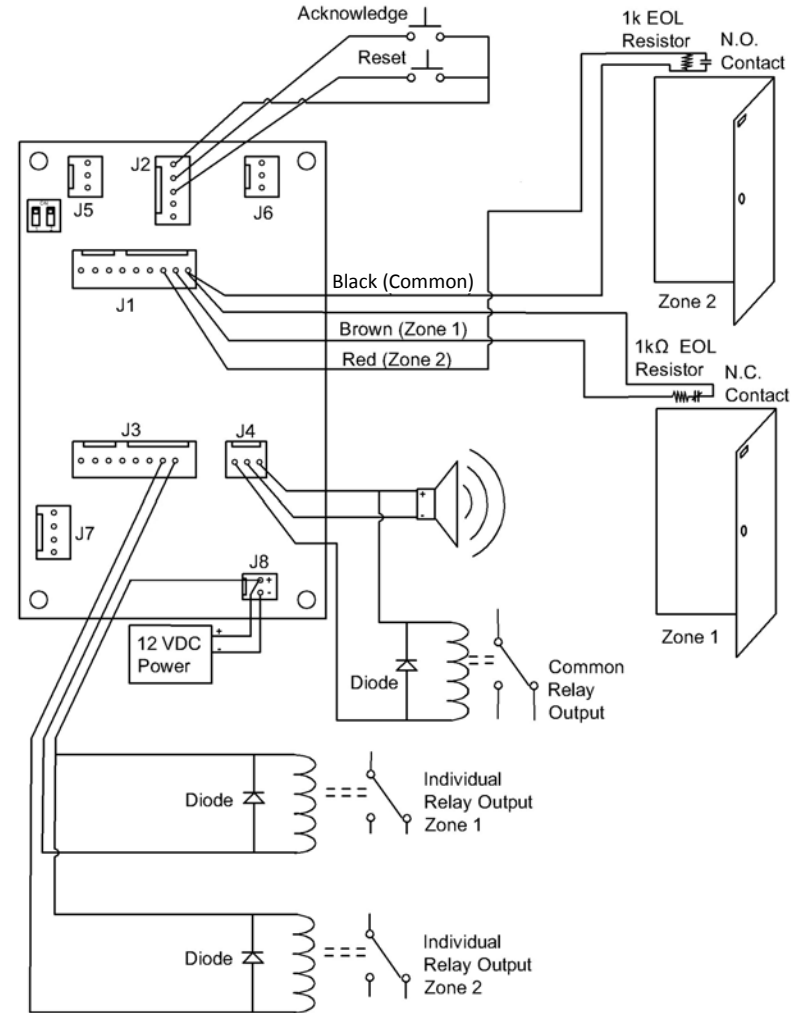 Acknowledge
Reset
1k EOL
Resistor
N.O.
Contact
J2
J5
J6
ON
J1
Black (Common)
Brown (Zone 1)
Red (Zone 2)
Zone 2
1kΩ EOL
Resistor
N.C.
Contact
J3
J4
+
-
J7
J8
+
-
12 VDC
Power
+
-
Zone 1
Diode
Common
Relay
Output
Diode
Individual
Relay Output
Zone 1
Diode
Individual
Relay Output
Zone 2